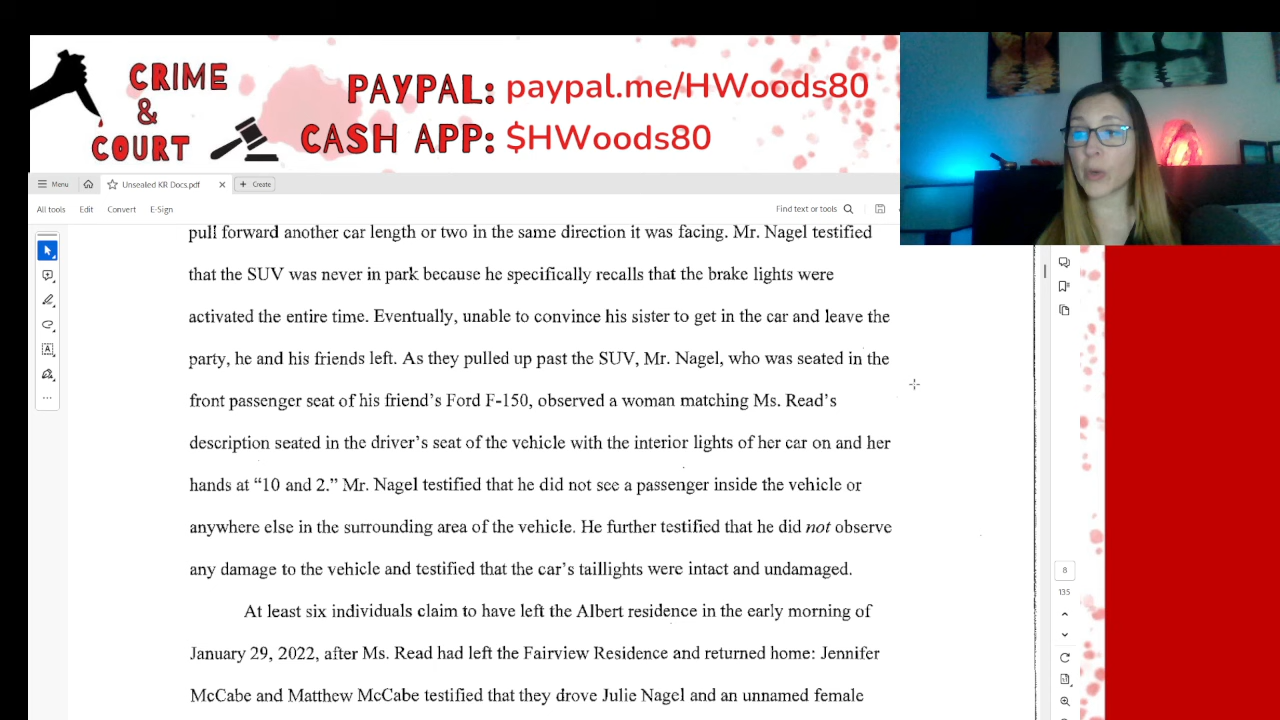 CRIME
&
COURT
PAYPAL: paypal.me/HWoods80
CASH APP: $HWoods80
Menu
Unsealed KR Docs.pdf
Create
All tools
Edit
Convert
E-Sign
Find text or tools
pull forward another car length or two in the same direction it was facing. Mr. Nagel testified
that the SUV was never in park because he specifically recalls that the brake lights were
activated the entire time. Eventually, unable to convince his sister to get in the car and leave the
party, he and his friends left. As they pulled up past the SUV, Mr. Nagel, who was seated in the
front passenger seat of his friend's Ford F-150, observed a woman matching Ms. Read's
description seated in the driver's seat of the vehicle with the interior lights of her car on and her
hands at "10 and 2." Mr. Nagel testified that he did not see a passenger inside the vehicle or
anywhere else in the surrounding area of the vehicle. He further testified that he did not observe
any damage to the vehicle and testified that the car's taillights were intact and undamaged.
At least six individuals claim to have left the Albert residence in the early morning of
January 29, 2022, after Ms. Read had left the Fairview Residence and returned home: Jennifer
McCabe and Matthew McCabe testified that they drove Julie Nagel and an unnamed female
8
135